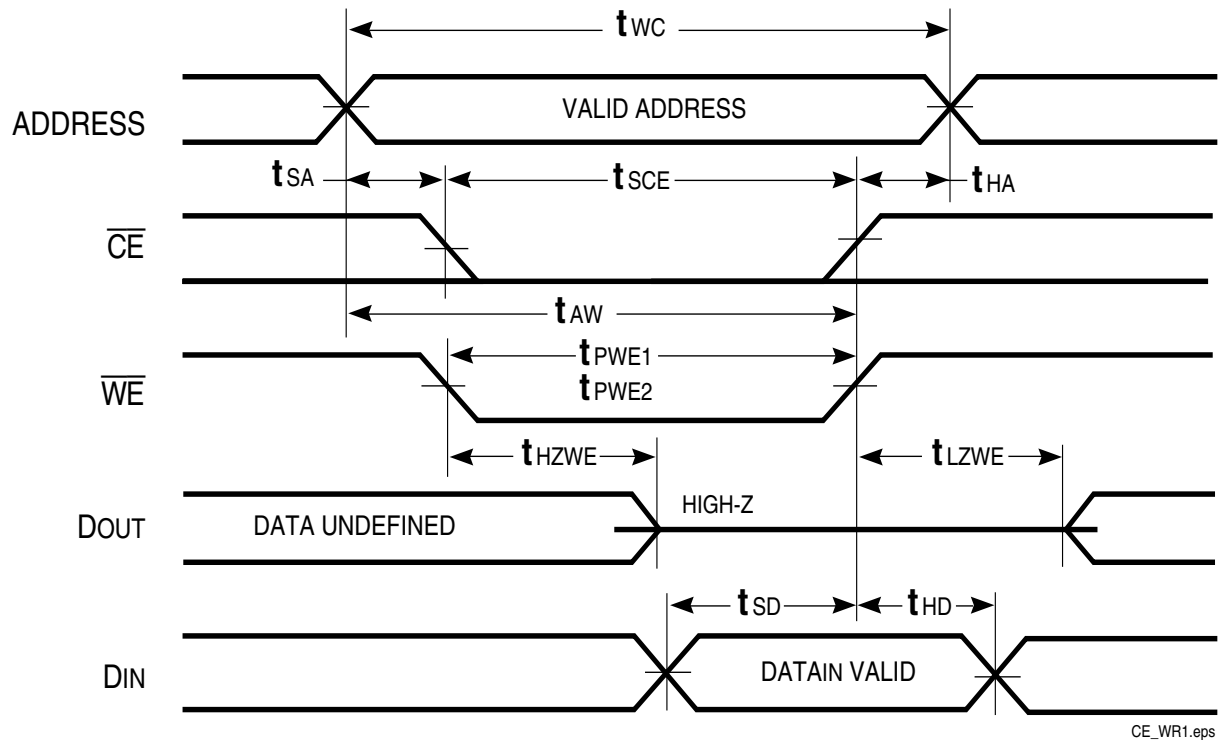 tWC
ADDRESS
VALID ADDRESS
tSA
tSCE
tHA
CE
tAW
tPWE1
WE
tPWE2
tHZWE
tLZWE
DOUT
DATA UNDEFINED
HIGH-Z
tSD
tHD
DIN
DATAIN VALID
CE_WR1.eps